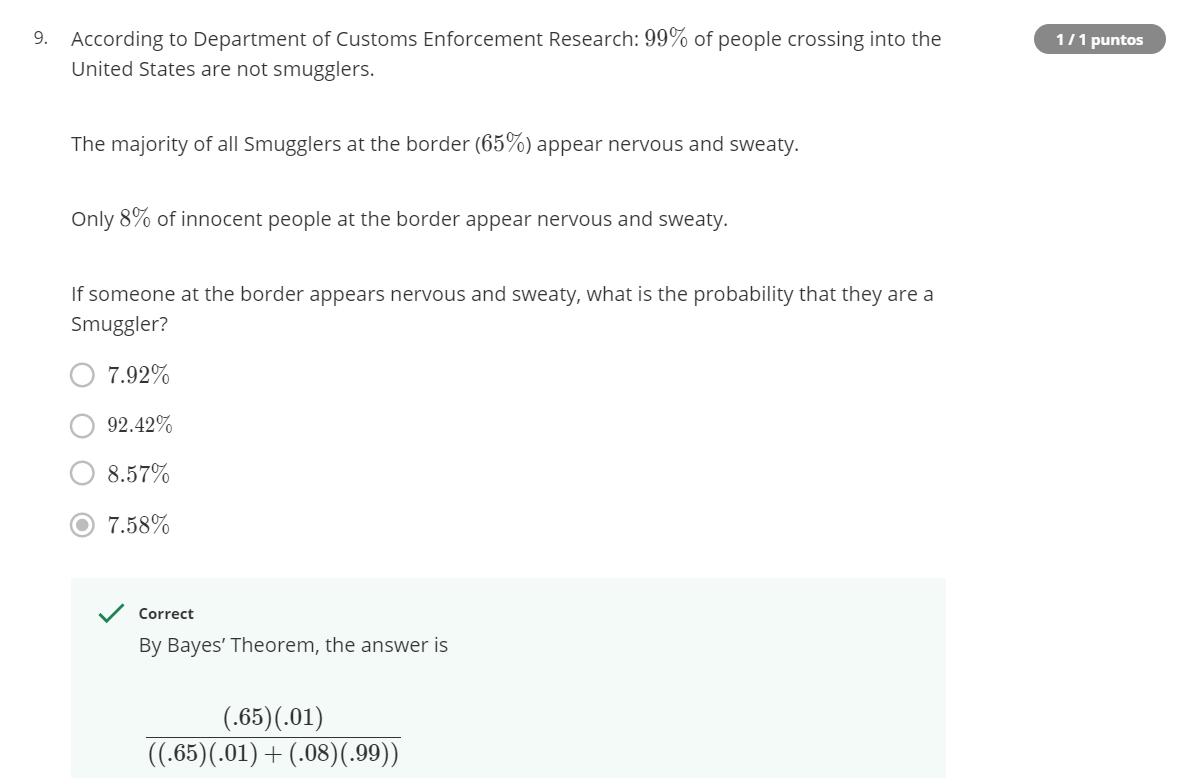 9. According to Department of Customs Enforcement Research: 99% of people crossing into the
1 / 1 puntos
United States are not smugglers.
The majority of all Smugglers at the border (65%) appear nervous and sweaty.
Only 8% of innocent people at the border appear nervous and sweaty.
If someone at the border appears nervous and sweaty, what is the probability that they are a
Smuggler?
7.92%
92.42%
8.57%
7.58%
Correct
By Bayes’ Theorem, the answer is
(.65)(.01)
((.65)(.01) + (.08)(.99))